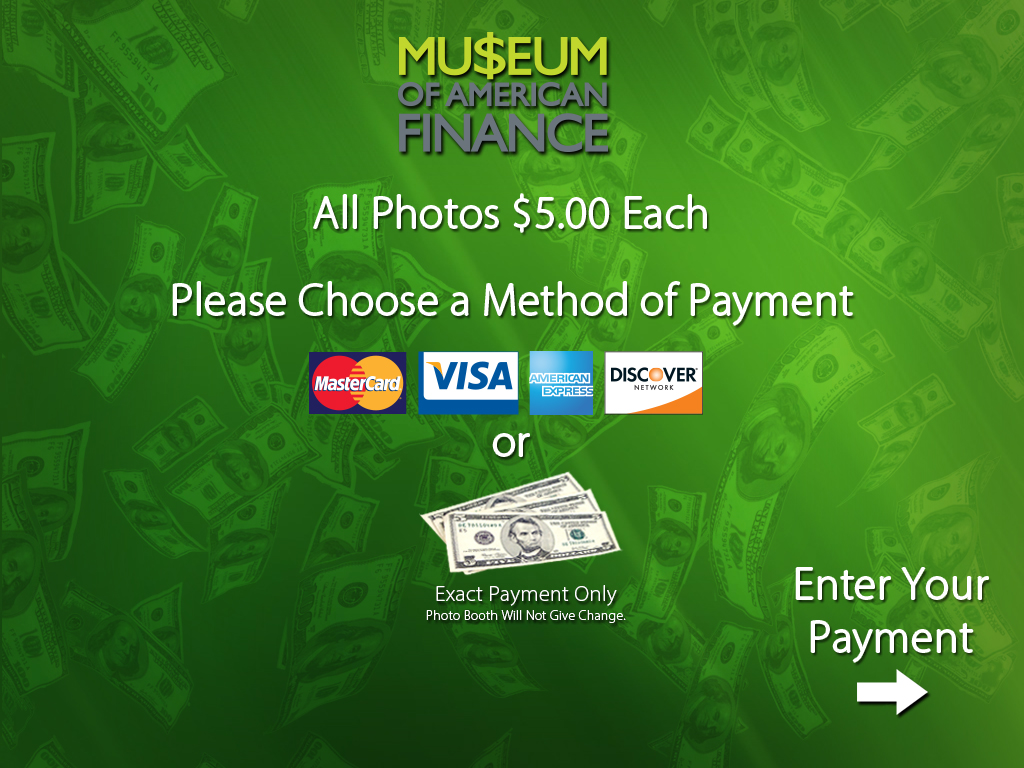 MU$EUM
OF AMERICAN
FINANCE
All Photos $5.00 Each
Please Choose a Method of Payment
MasterCard VISA AMERICAN EXPRESS DISCOVER NETWORK
or
Exact Payment Only
Photo Booth Will Not Give Change.
Enter Your
Payment